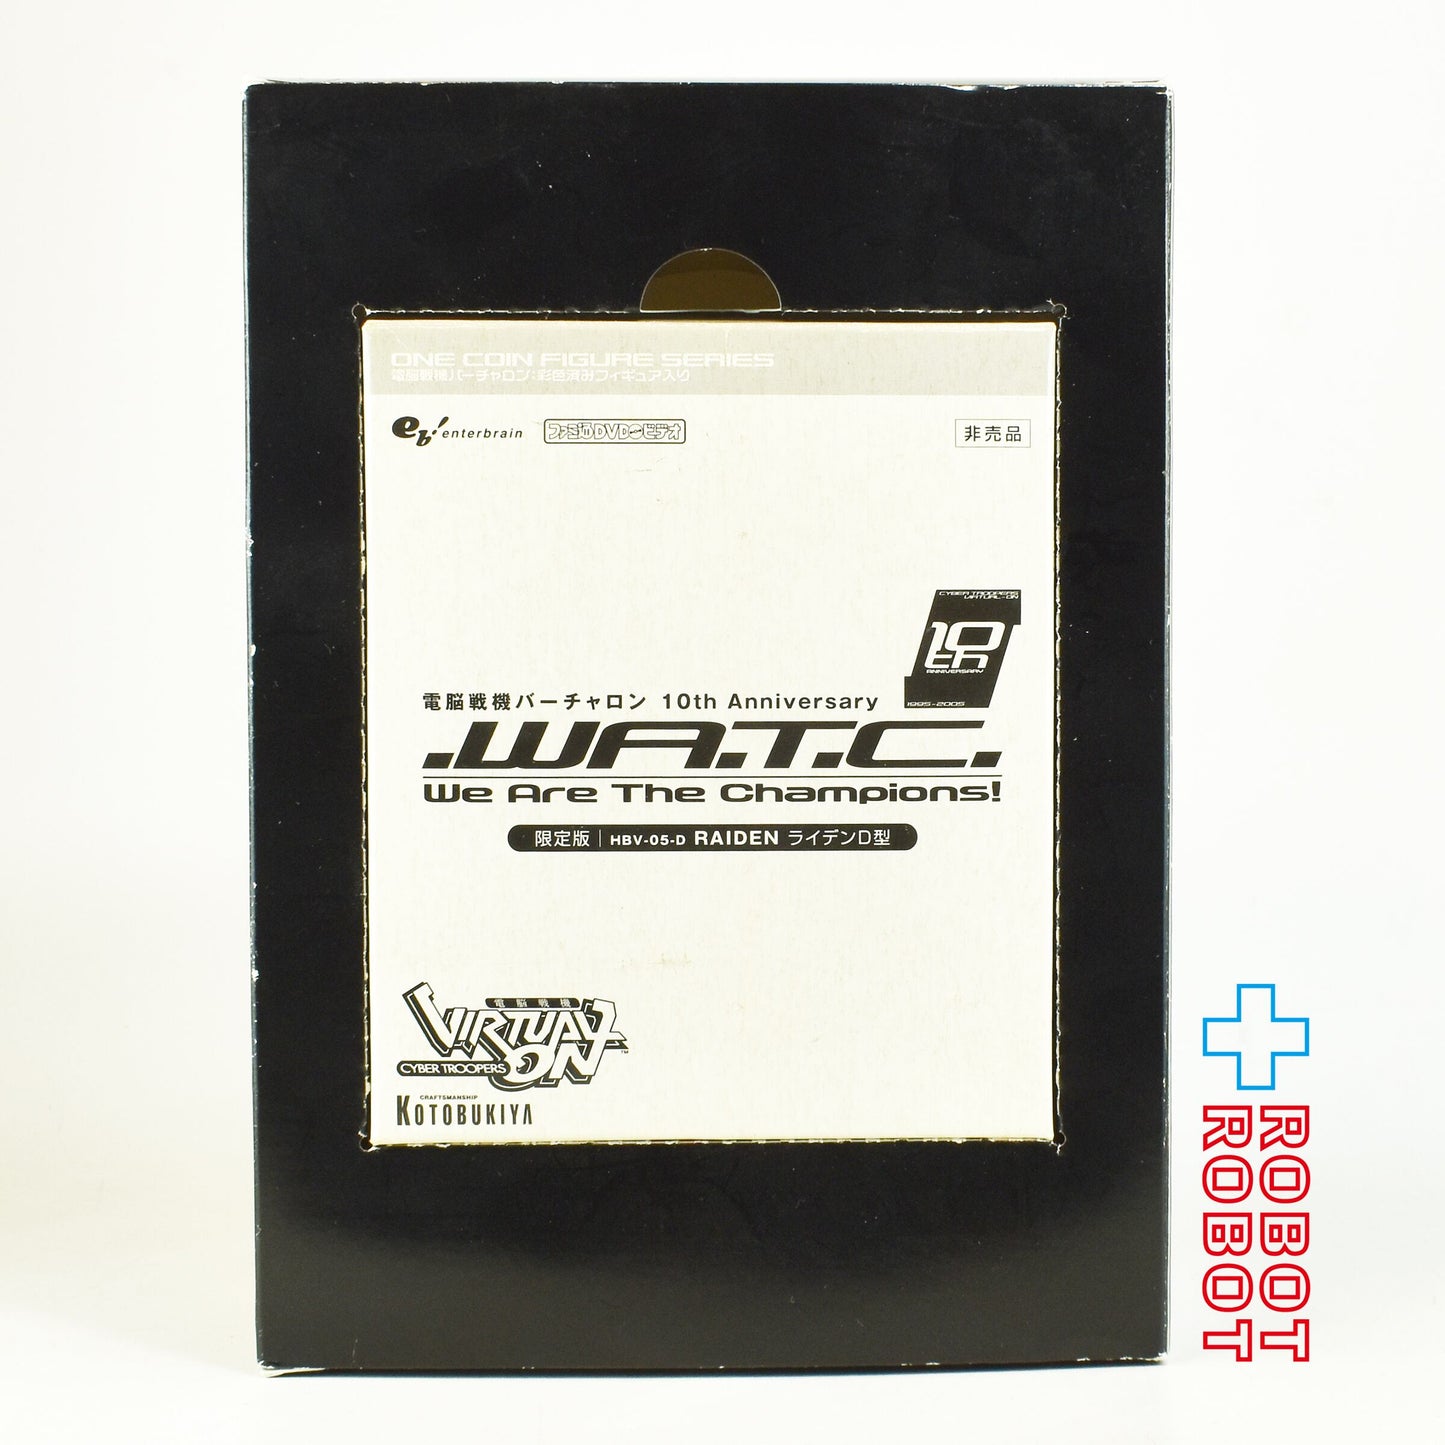 ONE COIN FIGURE SERIES
電脳戦機バーチャロン:彩色済みフィギュア入り
eb! enterbrain
ファミ通DVDビデオ
非売品
CYBER TROOPERS
VIRTUAL-ON
10th
ANNIVERSARY
1995-2005
電脳戦機バーチャロン 10th Anniversary
.W.A.T.C.
We Are The Champions!
限定版 | HBV-05-D RAIDEN ライデンD型
電脳戦機
VIRTUAL
CYBER TROOPERS ON™
CRAFTSMANSHIP
KOTOBUKIYA
ROBOT
ROBOT